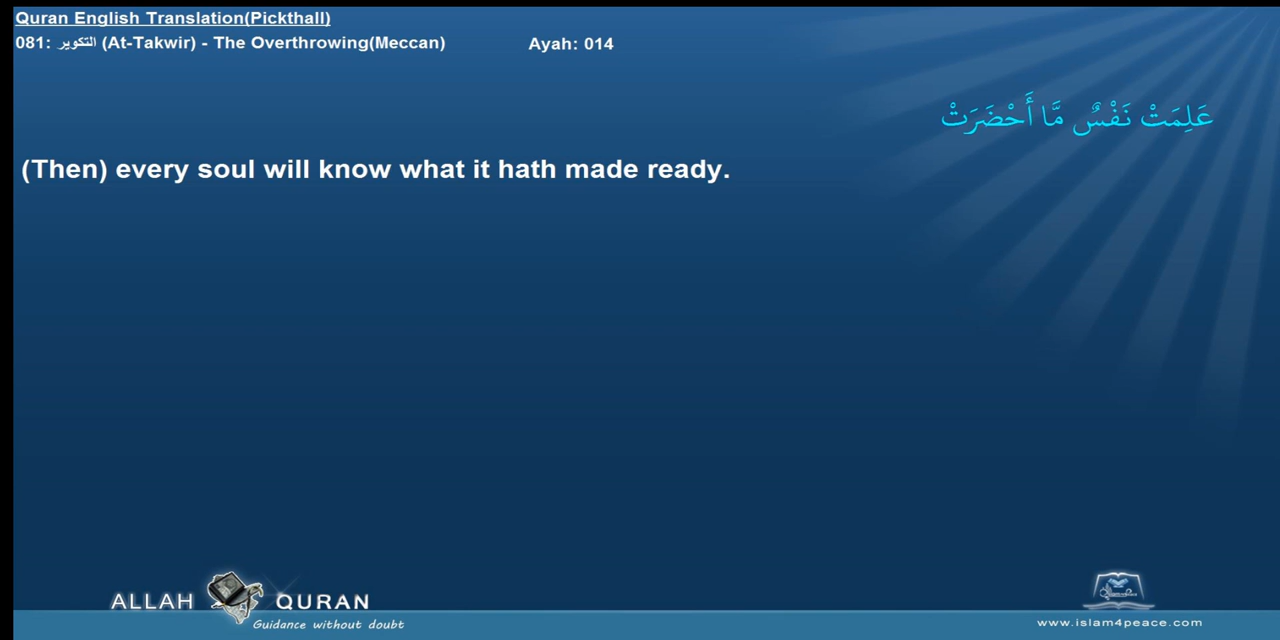 Quran English Translation(Pickthall)
081: التكوير (At-Takwir) - The Overthrowing(Meccan) Ayah: 014
عَلِمَتْ نَفْسٌ مَّا أَحْضَرَتْ
(Then) every soul will know what it hath made ready.
ALLAH QURAN
Guidance without doubt
www.islam4peace.com